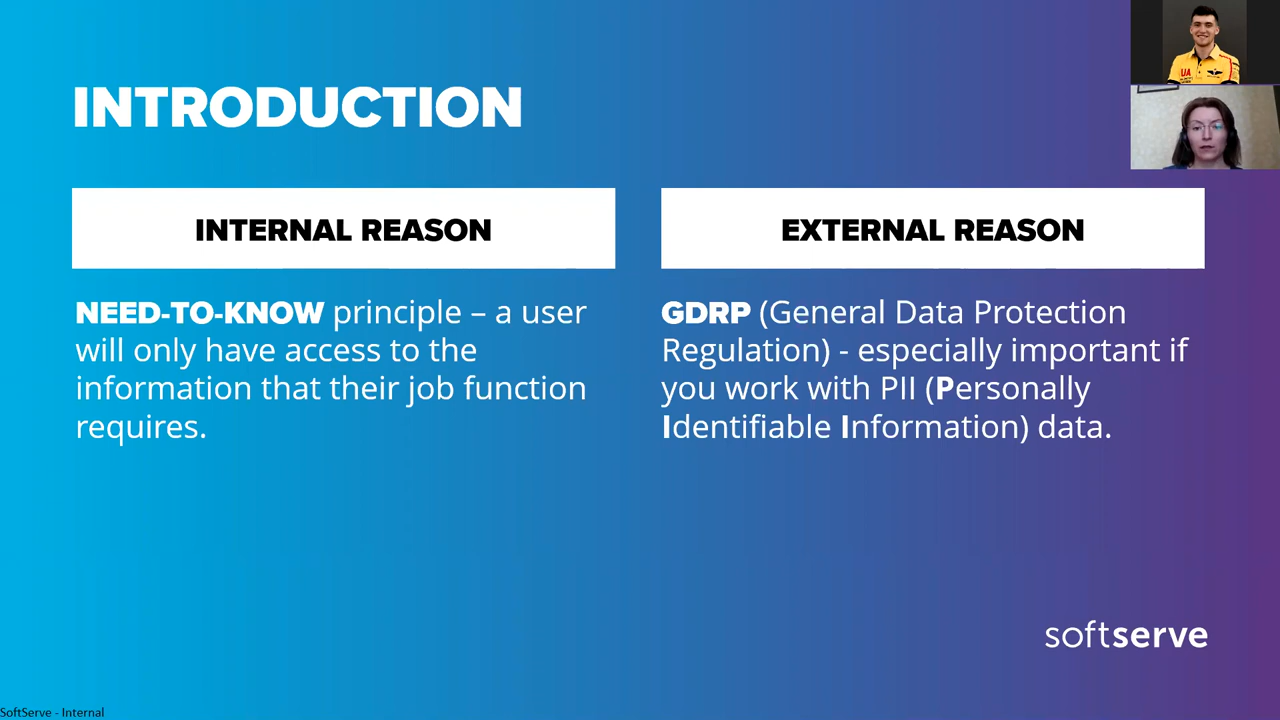 INTRODUCTION
INTERNAL REASON
NEED-TO-KNOW principle – a user
will only have access to the
information that their job function
requires.
EXTERNAL REASON
GDRP (General Data Protection
Regulation) - especially important if
you work with PII (Personally
Identifiable Information) data.
UA
softserve
SoftServe - Internal